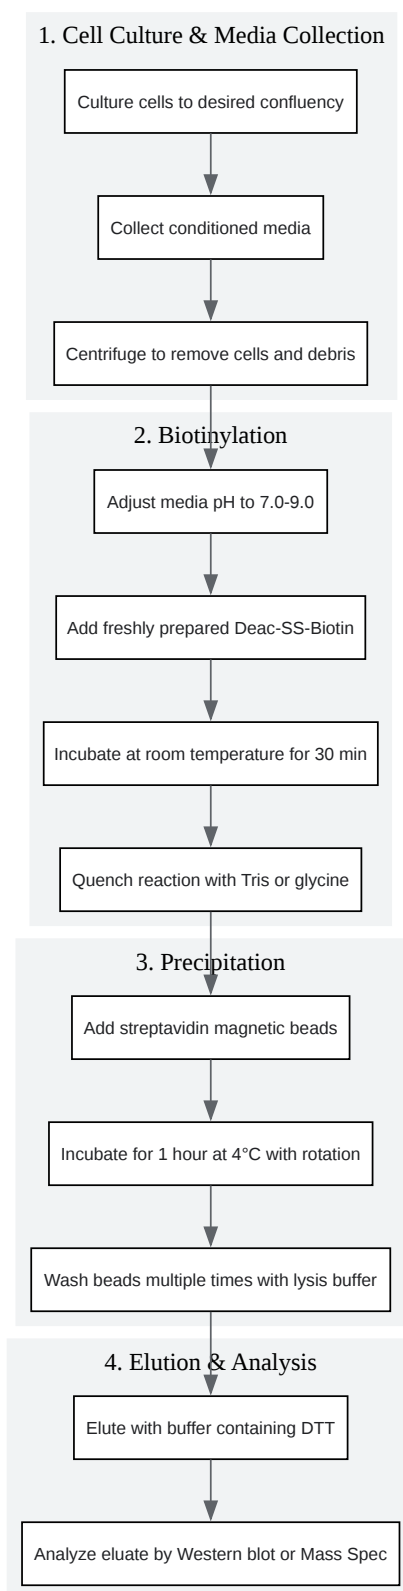 1. Cell Culture & Media Collection
Culture cells to desired confluency
Collect conditioned media
Centrifuge to remove cells and debris
2. Biotinylation
Adjust media pH to 7.0-9.0
Add freshly prepared Deac-SS-Biotin
Incubate at room temperature for 30 min
Quench reaction with Tris or glycine
3. Precipitation
Add streptavidin magnetic beads
Incubate for 1 hour at 4°C with rotation
Wash beads multiple times with lysis buffer
4. Elution & Analysis
Elute with buffer containing DTT
Analyze eluate by Western blot or Mass Spec